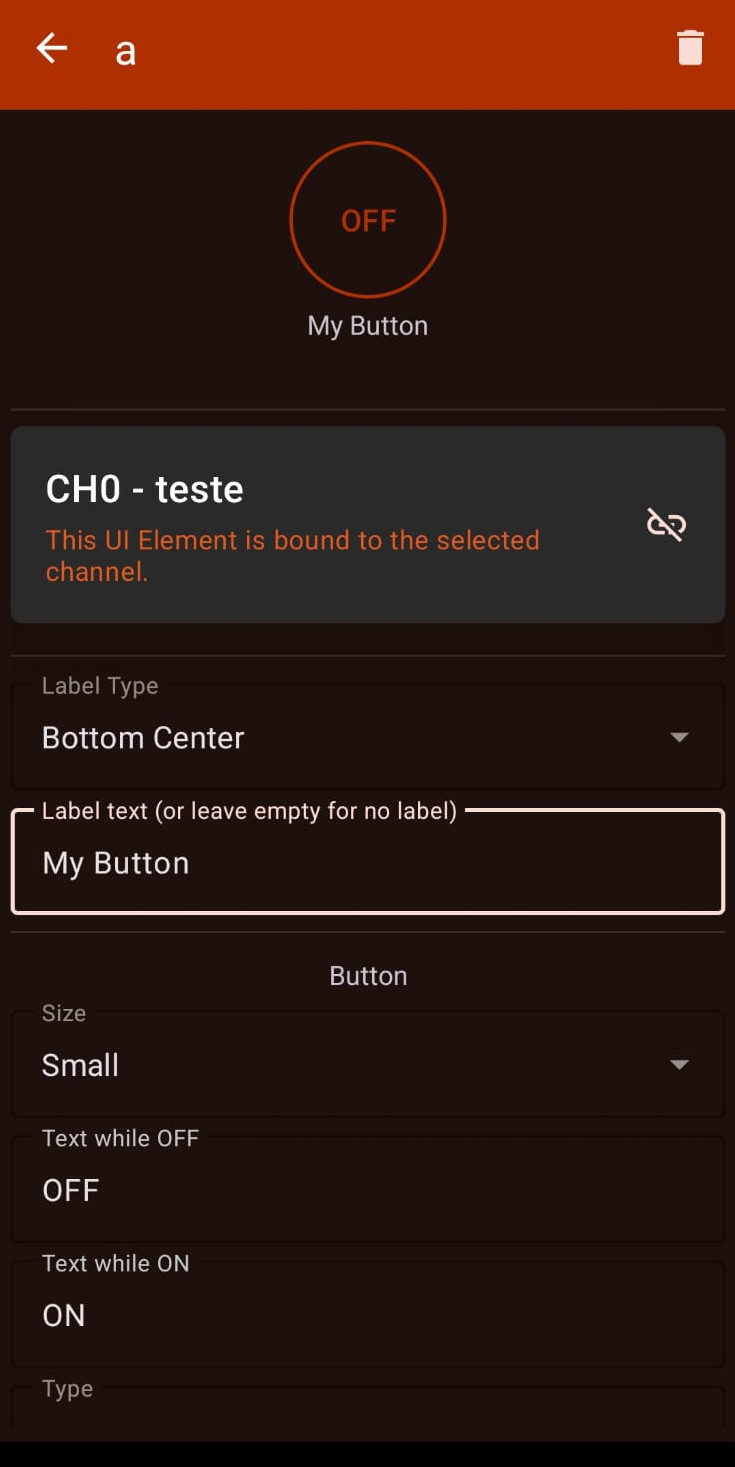 a
OFF
My Button
CH0 - teste
This UI Element is bound to the selected
channel.
Label Type
Bottom Center
Label text (or leave empty for no label)
My Button
Button
Size
Small
Text while OFF
OFF
Text while ON
ON
Type